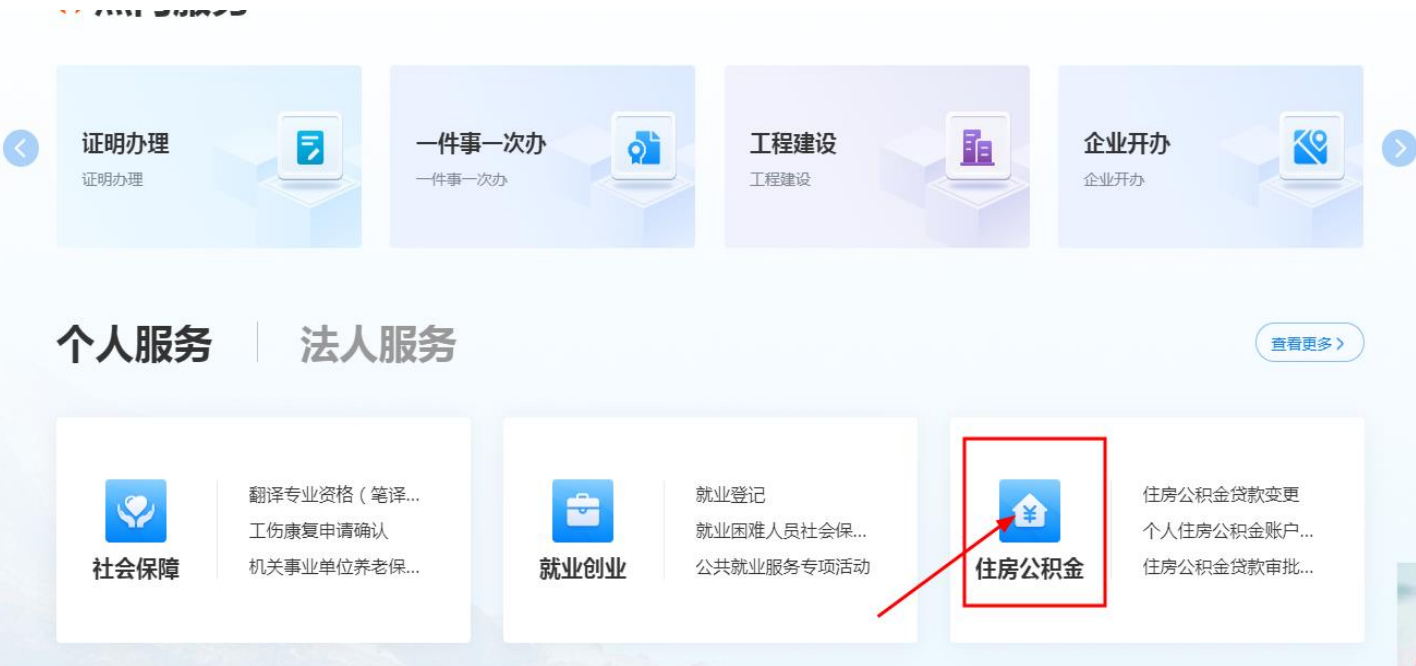 证明办理
证明办理
一件事一次办
一件事一次办
工程建设
工程建设
企业开办
企业开办
个人服务
法人服务
查看更多
社会保障
翻译专业资格（笔译...
工伤康复申请确认
机关事业单位养老保...
就业创业
就业登记
就业困难人员社会保...
公共就业服务专项活动
住房公积金
住房公积金贷款变更
个人住房公积金账户...
住房公积金贷款审批...